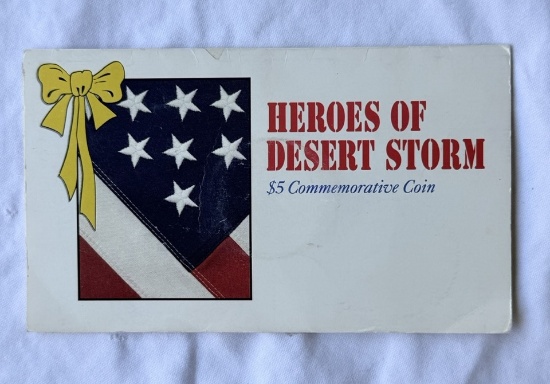 HEROES OF
DESERT STORM
$5 Commemorative Coin